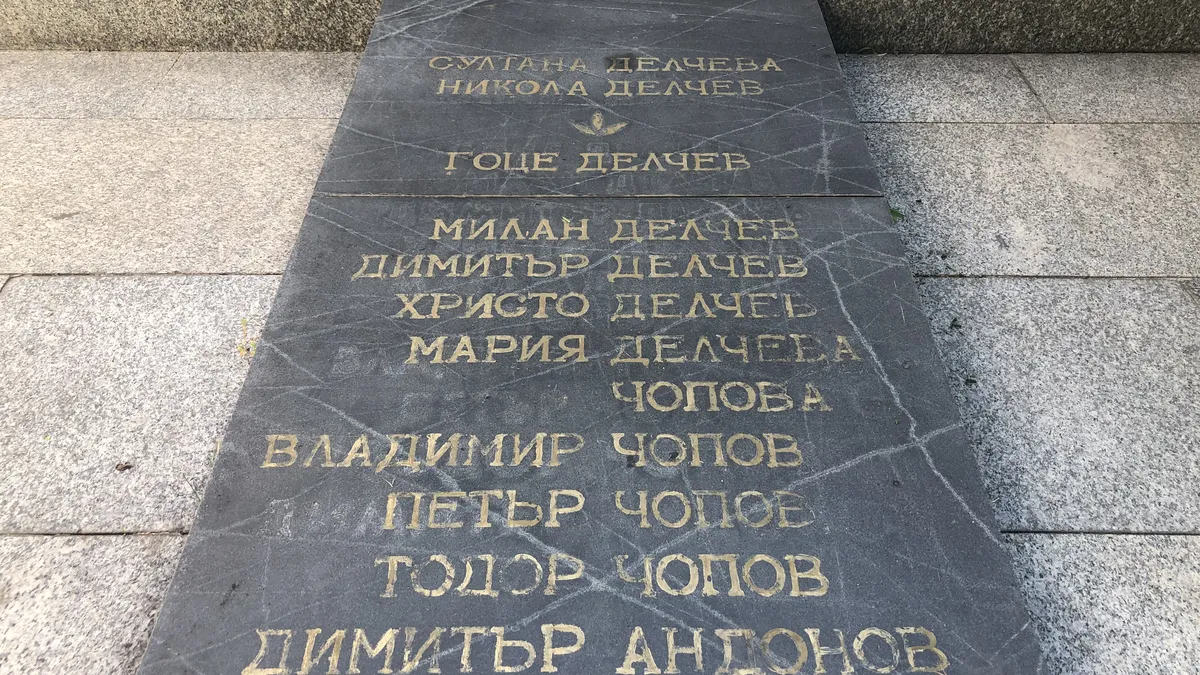 СУЛТАНА ДЕЛЧЕВА
НИКОЛА ДЕЛЧЕВ
ГОЦЕ ДЕЛЧЕВ
МИЛАН ДЕЛЧЕВ
ДИМИТЪР ДЕЛЧЕВ
ХРИСТО ДЕЛЧЕВ
МАРИЯ ДЕЛЧЕВА
ЧОПОВА
ВЛАДИМИР ЧОПОВ
ПЕТЪР ЧОПОВ
ТОДОР ЧОПОВ
ДИМИТЪР АНДОНОВ